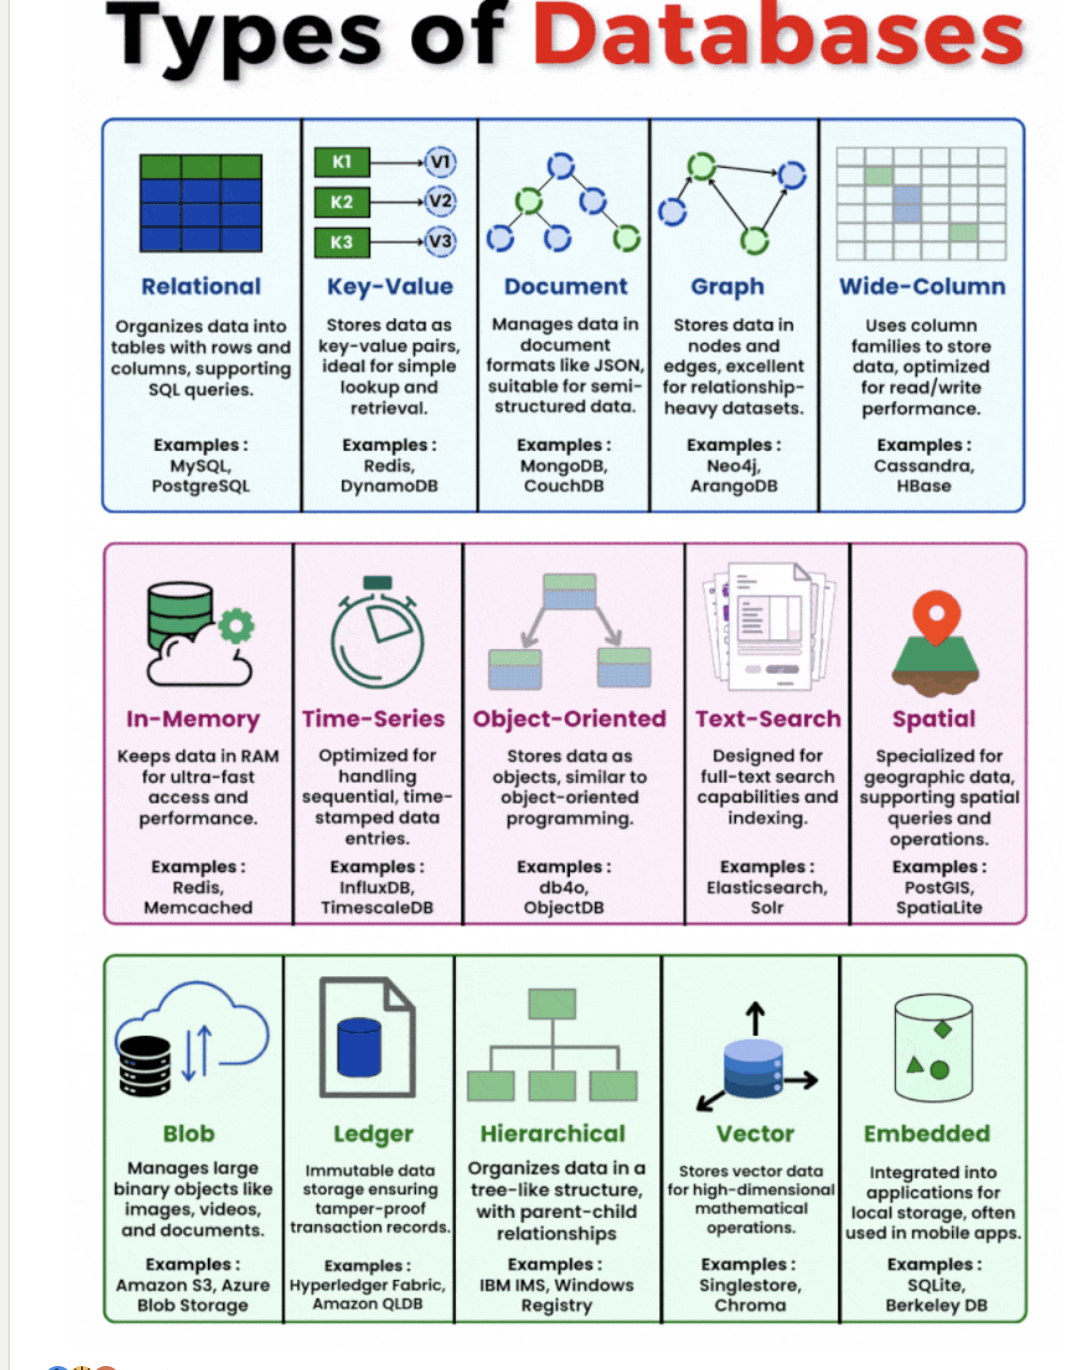 Types of Databases
K1
V1
K2
V2
K3
V3
Relational
Organizes data into
tables with rows and
columns, supporting
SQL queries.
Examples :
MySQL,
PostgreSQL
Key-Value
Stores data as
key-value pairs,
ideal for simple
lookup and
retrieval.
Examples :
Redis,
DynamoDB
Document
Manages data in
document
formats like JSON,
suitable for semi-
structured data.
Examples :
MongoDB,
CouchDB
Graph
Stores data in
nodes and
edges, excellent
for relationship-
heavy datasets.
Examples :
Neo4j,
ArangoDB
Wide-Column
Uses column
families to store
data, optimized
for read/write
performance.
Examples :
Cassandra,
HBase
In-Memory
Keeps data in RAM
for ultra-fast
access and
performance.
Examples :
Redis,
Memcached
Time-Series
Optimized for
handling
sequential, time-
stamped data
entries.
Examples :
InfluxDB,
TimescaleDB
Object-Oriented
Stores data as
objects, similar to
object-oriented
programming.
Examples :
db4o,
ObjectDB
Text-Search
Designed for
full-text search
capabilities and
indexing.
Examples :
Elasticsearch,
Solr
Spatial
Specialized for
geographic data,
supporting spatial
queries and
operations.
Examples :
PostGIS,
SpatiaLite
Blob
Manages large
binary objects like
images, videos,
and documents.
Examples :
Amazon S3, Azure
Blob Storage
Ledger
Immutable data
storage ensuring
tamper-proof
transaction records.
Examples :
Hyperledger Fabric,
Amazon QLDB
Hierarchical
Organizes data in a
tree-like structure,
with parent-child
relationships
Examples :
IBM IMS, Windows
Registry
Vector
Stores vector data
for high-dimensional
mathematical
operations.
Examples :
Singlestore,
Chroma
Embedded
Integrated into
applications for
local storage, often
used in mobile apps.
Examples :
SQLite,
Berkeley DB